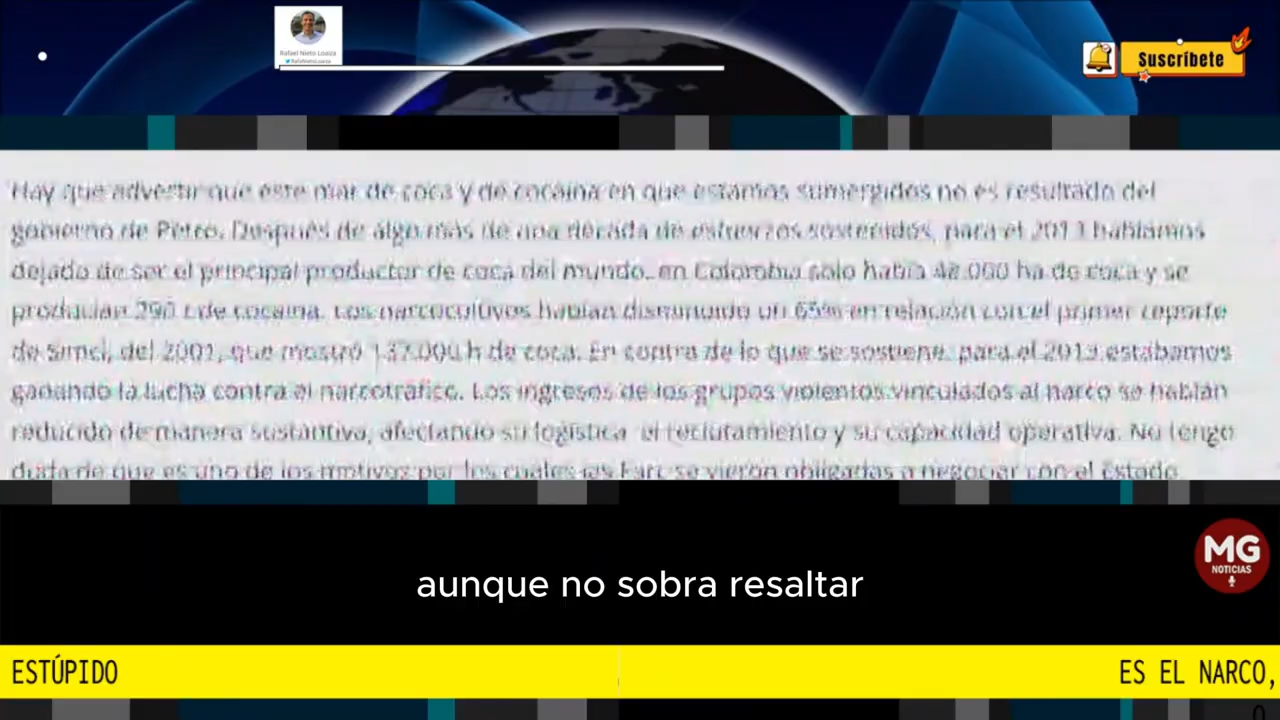 Rafael Nieto Loaiza
@RafaNietoLoaiza
Suscríbete
Hay que advertir que este mar de coca y de cocaína en que estamos sumergidos no es resultado del
gobierno de Petro. Después de algo más de una década de esfuerzos sostenidos, para el 2013 habíamos
dejado de ser el principal productor de coca del mundo, en Colombia solo había 48.000 ha de coca y se
producían 290 t de cocaína. Los narcocultivos habían disminuido un 65% en relación con el primer reporte
de Simci, del 2001, que mostró 137.000 h de coca. En contra de lo que se sostiene, para el 2013 estábamos
ganando la lucha contra el narcotráfico. Los ingresos de los grupos violentos vinculados al narco se habían
reducido de manera sustantiva, afectando su logística el reclutamiento y su capacidad operativa. No tengo
duda de que es uno de los motivos por los cuales las Farc se vieron obligadas a negociar con el Estado
MG
NOTICIAS
aunque no sobra resaltar
ESTÚPIDO ES EL NARCO,